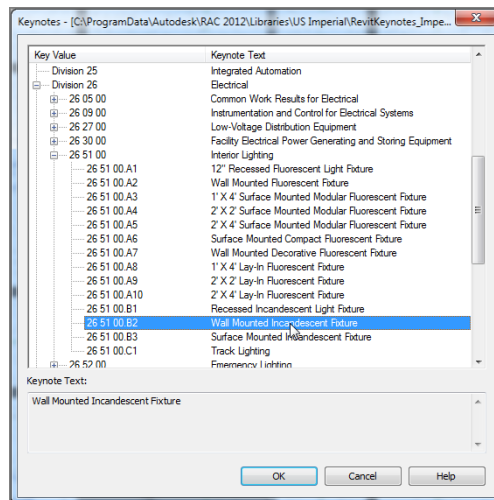 Keynotes - [C:\ProgramData\Autodesk\RAC 2012\Libraries\US Imperial\RevitKeynotes_Impe...
Key Value Keynote Text
Division 25 Integrated Automation
Division 26 Electrical
26 05 00 Common Work Results for Electrical
26 09 00 Instrumentation and Control for Electrical Systems
26 27 00 Low-Voltage Distribution Equipment
26 30 00 Facility Electrical Power Generating and Storing Equipment
26 51 00 Interior Lighting
26 51 00.A1 12" Recessed Fluorescent Light Fixture
26 51 00.A2 Wall Mounted Fluorescent Fixture
26 51 00.A3 1' X 4' Surface Mounted Modular Fluorescent Fixture
26 51 00.A4 2' X 2' Surface Mounted Modular Fluorescent Fixture
26 51 00.A5 2' X 4' Surface Mounted Modular Fluorescent Fixture
26 51 00.A6 Surface Mounted Compact Fluorescent Fixture
26 51 00.A7 Wall Mounted Decorative Fluorescent Fixture
26 51 00.A8 1' X 4' Lay-In Fluorescent Fixture
26 51 00.A9 2' X 2' Lay-In Fluorescent Fixture
26 51 00.A10 2' X 4' Lay-In Fluorescent Fixture
26 51 00.B1 Recessed Incandescent Light Fixture
26 51 00.B2 Wall Mounted Incandescent Fixture
26 51 00.B3 Surface Mounted Incandescent Fixture
26 51 00.C1 Track Lighting
26 52 00 Emergency Lighting
Keynote Text:
Wall Mounted Incandescent Fixture
OK Cancel Help